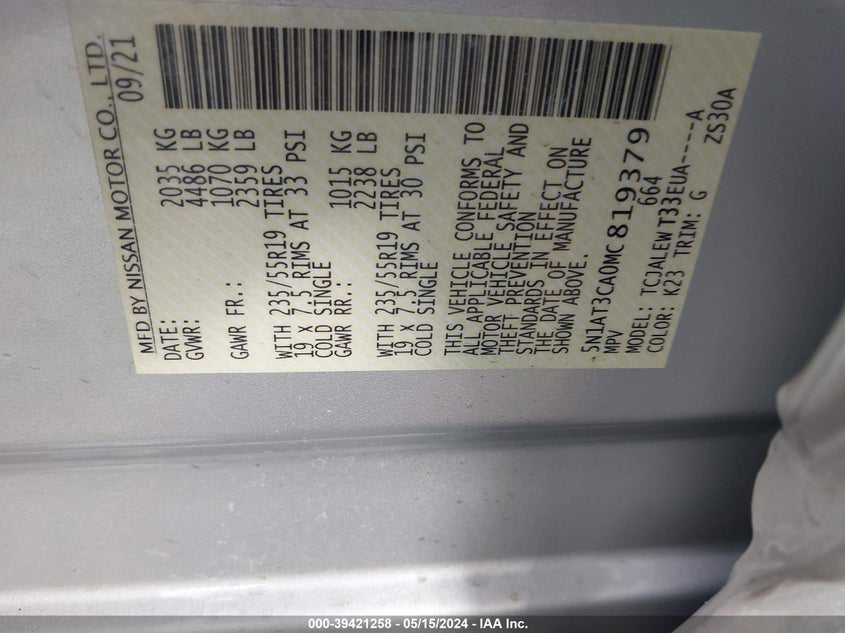 MFD BY NISSAN MOTOR CO., LTD.
DATE: 09/21
GVWR: 2035 KG
4486 LB
GAWR FR.: 1070 KG
2359 LB
WITH 235/55R19 TIRES
19 X 7.5 RIMS AT 33 PSI
COLD SINGLE
GAWR RR.: 1015 KG
2238 LB
WITH 235/55R19 TIRES
19 X 7.5 RIMS AT 30 PSI
COLD SINGLE
THIS VEHICLE CONFORMS TO
ALL APPLICABLE FEDERAL
MOTOR VEHICLE SAFETY AND
THEFT PREVENTION
STANDARDS IN EFFECT ON
THE DATE OF MANUFACTURE
SHOWN ABOVE.
5N1AT3CA0MC819379
MPV 664
MODEL: TCJALEWT33EUA----A
COLOR: K23 TRIM: G ZS30A
000-39421258 - 05/15/2024 - IAA Inc.